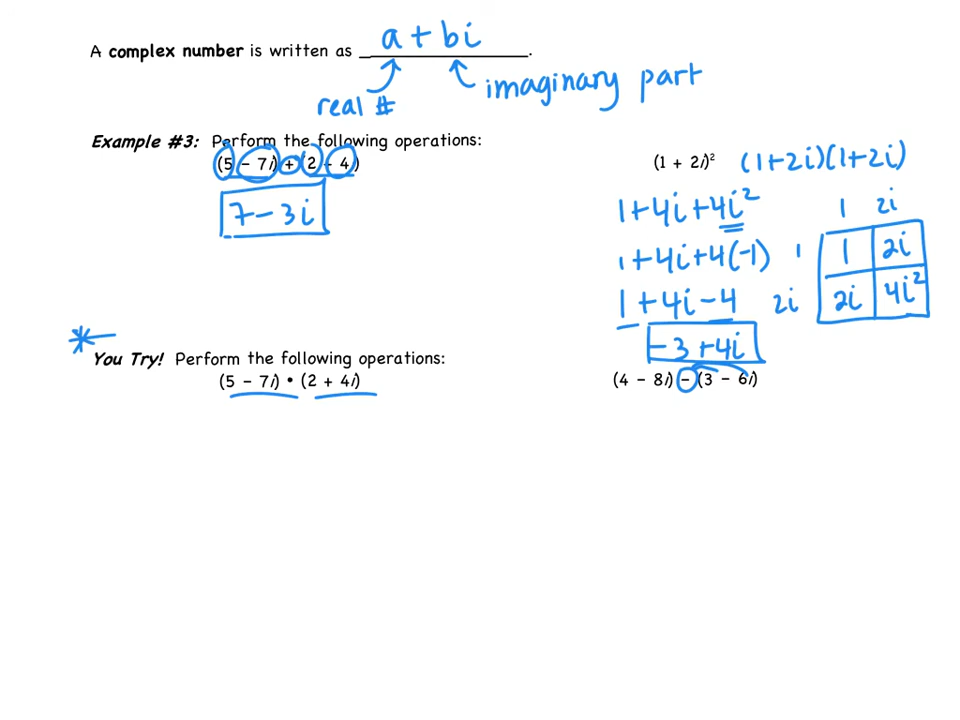 A complex number is written as a + bi.
real # imaginary part
Example #3: Perform the following operations:
(5 - 7i) + (2 + 4i)
7 - 3i
(1 + 2i)² (1+2i)(1+2i)
1+4i+4i²
1+4i+4(-1)
1+4i-4
-3+4i
1 2i
1 1 2i
2i 2i 4i²
You Try! Perform the following operations:
(5 – 7i) • (2 + 4i)
(4 – 8i) – (3 – 6i)